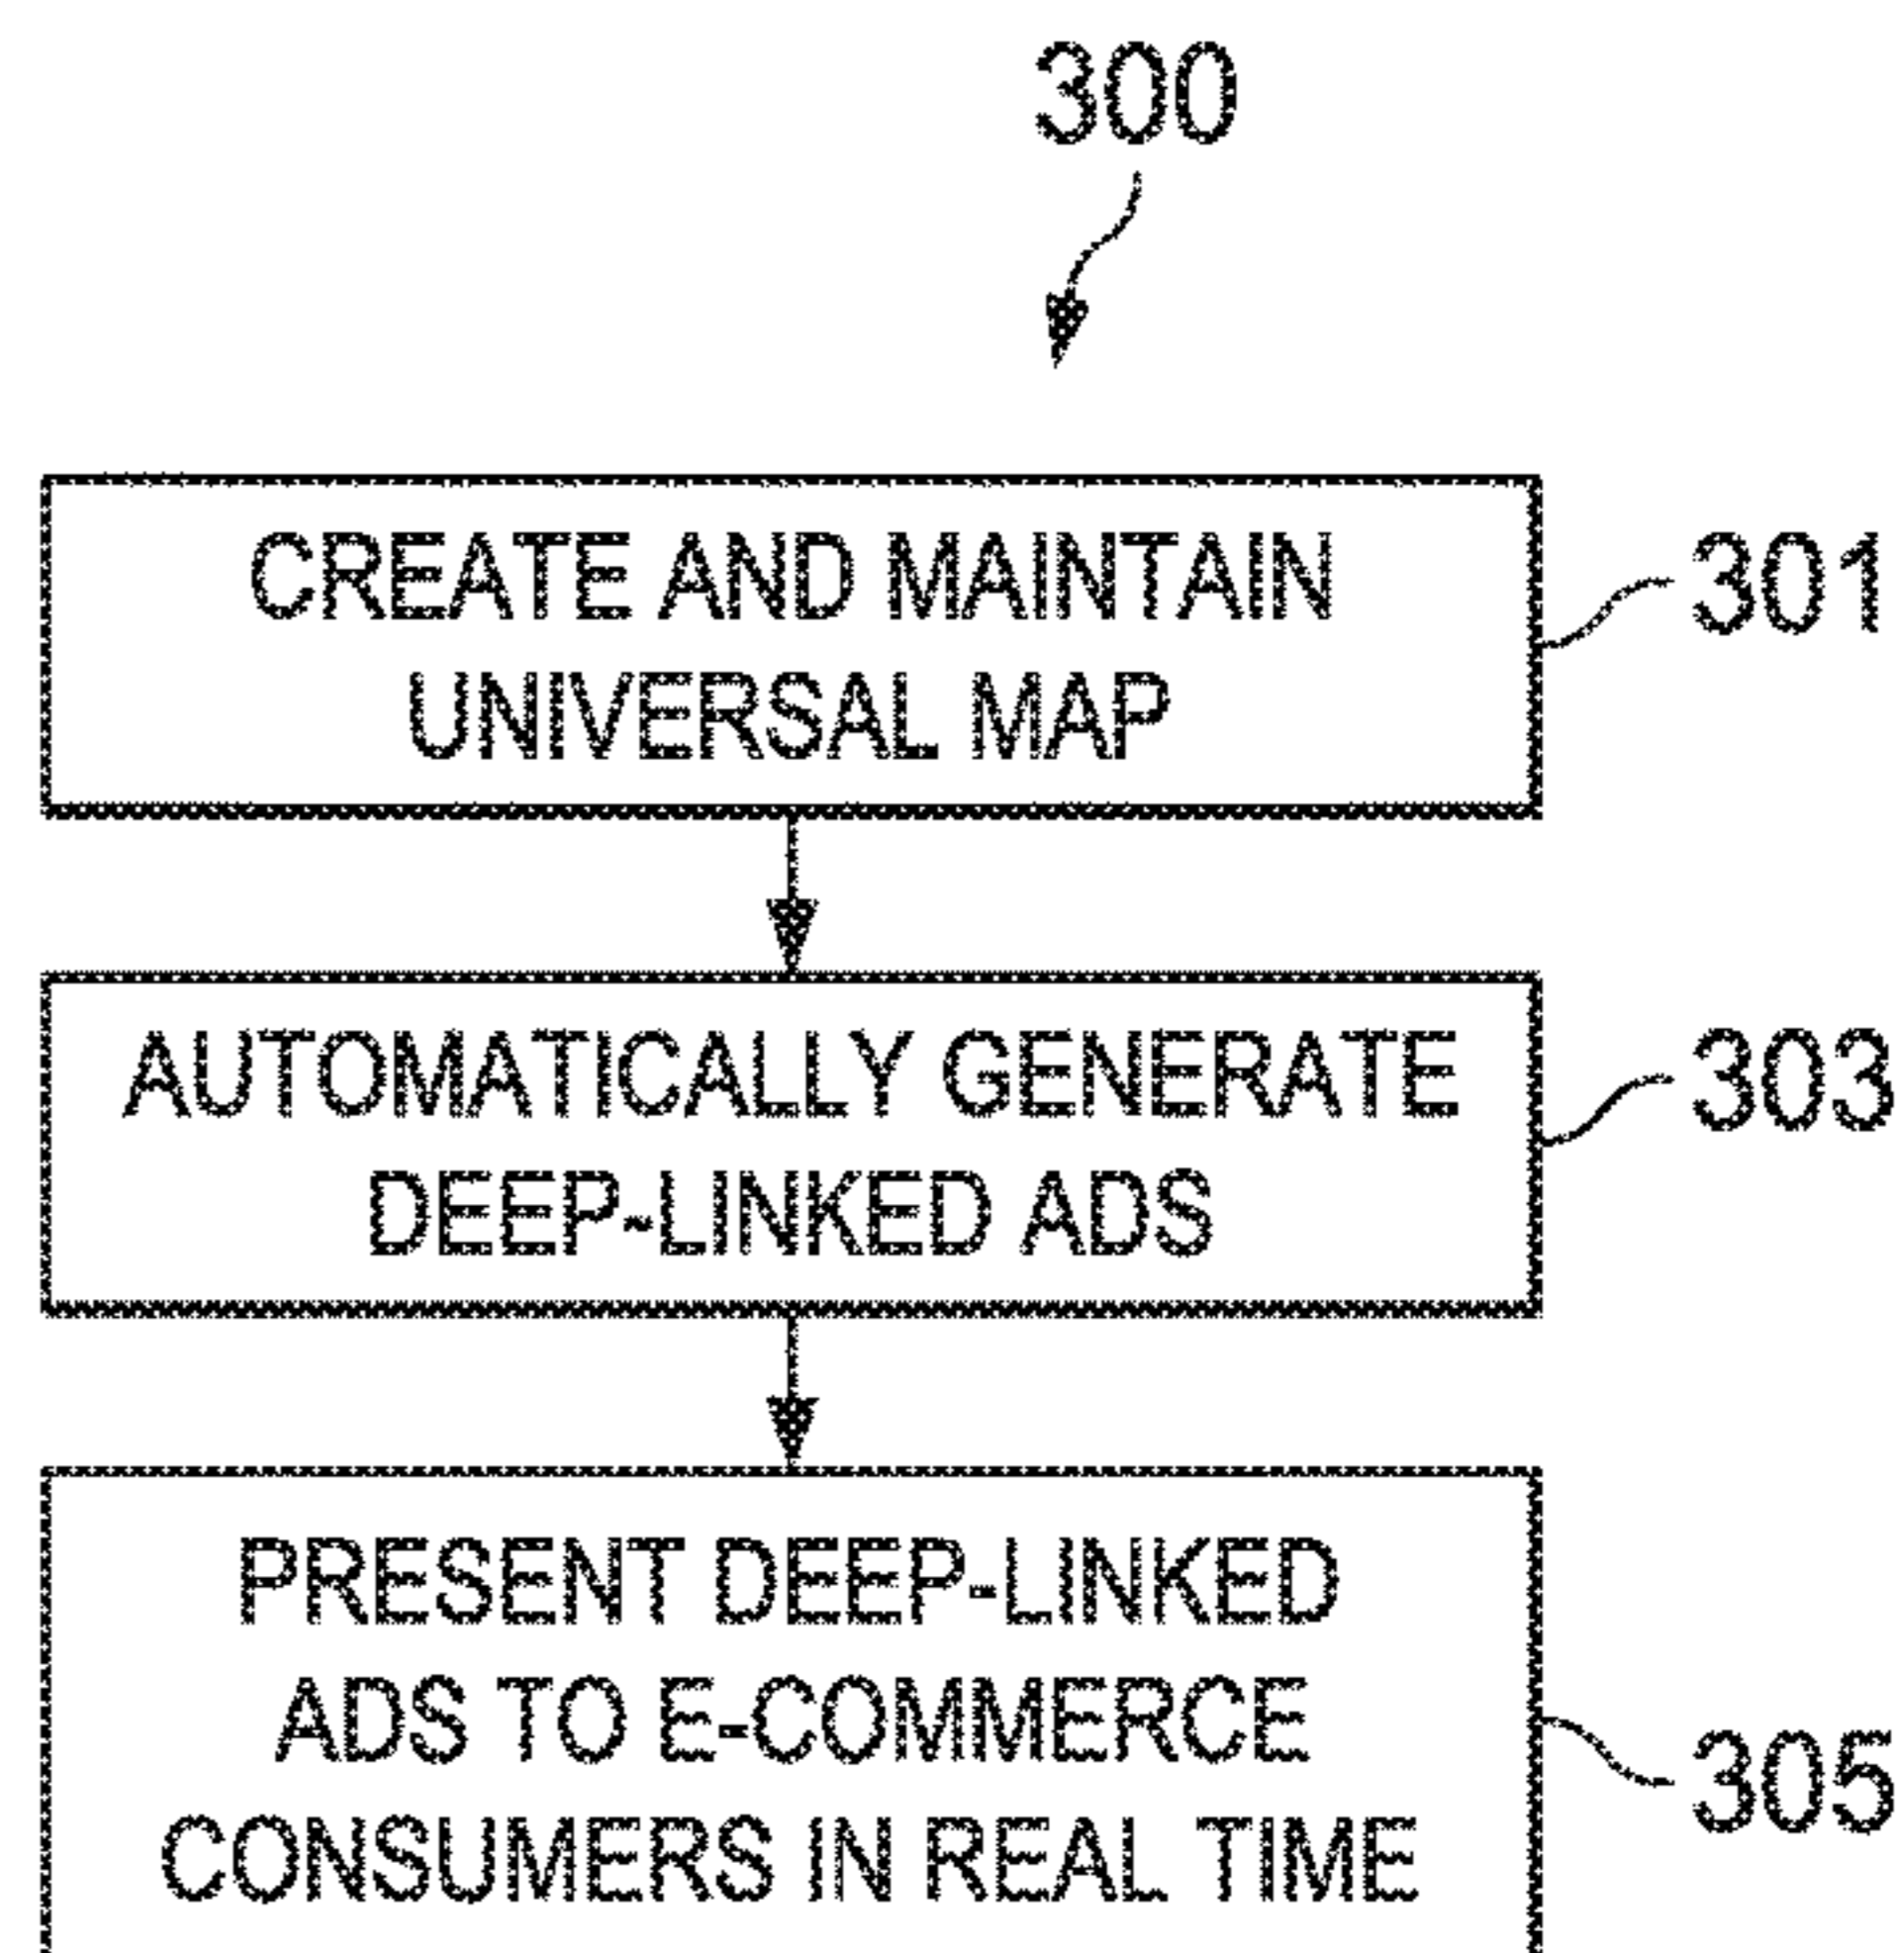 300
CREATE AND MAINTAIN
UNIVERSAL MAP
301
AUTOMATICALLY GENERATE
DEEP-LINKED ADS
303
PRESENT DEEP-LINKED
ADS TO E-COMMERCE
CONSUMERS IN REAL TIME
305